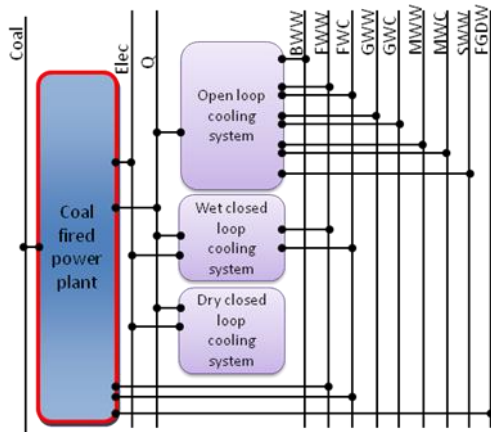 Coal
Elec
Q
BWW
FWW
FWC
GWW
GWC
MWW
MWC
SWW
FGDW
Coal
fired
power
plant
Open loop
cooling
system
Wet closed
loop
cooling
system
Dry closed
loop
cooling
system